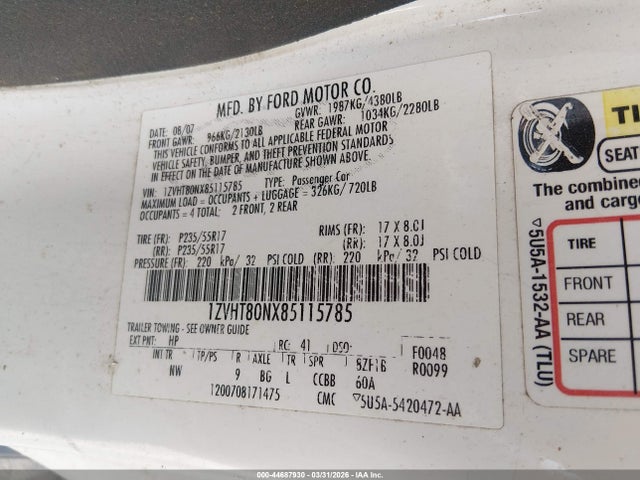 MFD. BY FORD MOTOR CO.
DATE: 08/07 GVWR: 1987KG/4380LB
FRONT GAWR: 966KG/2130LB REAR GAWR: 1034KG/2280LB
THIS VEHICLE CONFORMS TO ALL APPLICABLE FEDERAL MOTOR
VEHICLE SAFETY, BUMPER, AND THEFT PREVENTION STANDARDS
IN EFFECT ON THE DATE OF MANUFACTURE SHOWN ABOVE.
VIN: 1ZVHT80NX85115785 TYPE: Passenger Car
MAXIMUM LOAD = OCCUPANTS + LUGGAGE = 326KG/720LB
OCCUPANTS = 4 TOTAL: 2 FRONT, 2 REAR
TIRE (FR): P235/55R17 RIMS (FR): 17 X 8.0J
(RR): P235/55R17 (RR): 17 X 8.0J
PRESSURE (FR): 220 kPa/ 32 PSI COLD (RR): 220 kPa/ 32 PSI COLD
1ZVHT80NX85115785
TRAILER TOWING - SEE OWNER GUIDE
EXT PNT: HP RC: 41 DSO: F0048
INT TR TP/PS R AXLE TR SPR R0099
NW 9 BG L CCBB 60A
1200708171475 CMC ▽5U5A-5420472-AA
TI
SEAT
The combine
and cargo
TIRE
FRONT
REAR
SPARE
▽5U5A-1532-AA (TLU)
000-44687930 - 03/31/2026 - IAAI.COM